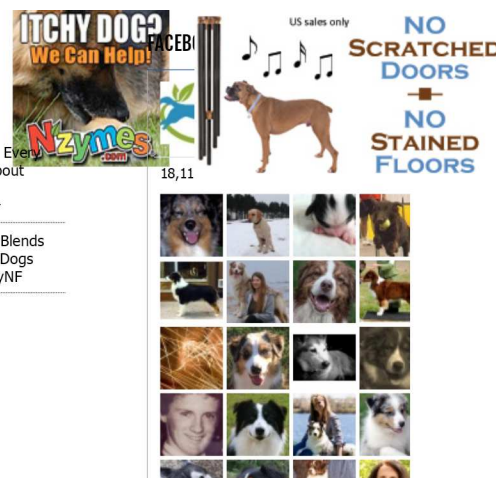 ITCHY DOG?
We Can Help!
Nzymes
.com
FACEB
US sales only
NO
SCRATCHED
DOORS
NO
STAINED
FLOORS
Every
bout
18,11
Blends
Dogs
yNF